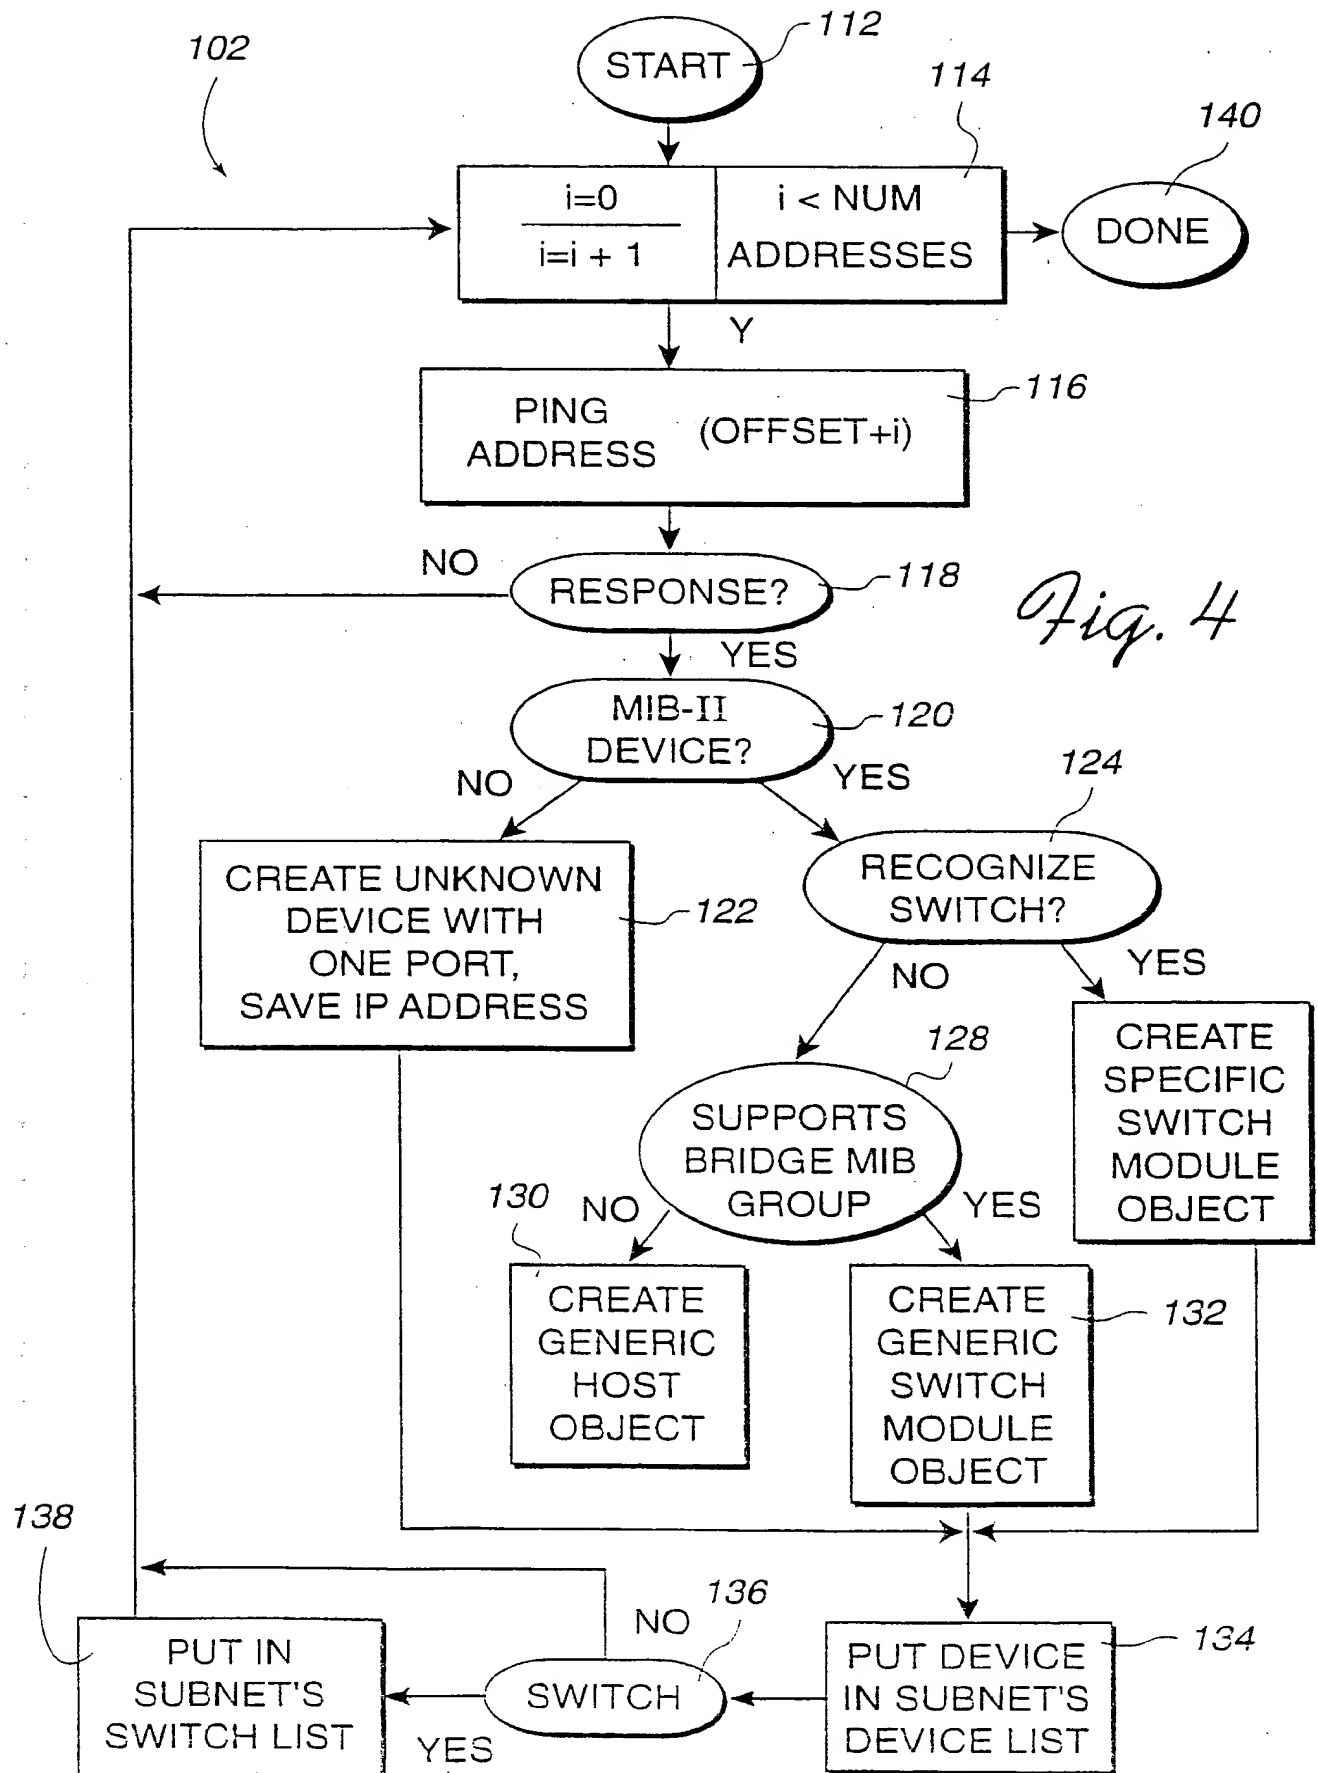 102
START
112
114
140
i=0
i=i + 1
i < NUM
ADDRESSES
DONE
Y
PING
ADDRESS
(OFFSET+i)
116
NO
RESPONSE?
118
Fig. 4
YES
MIB-II
DEVICE?
120
NO
YES
124
CREATE UNKNOWN
DEVICE WITH
ONE PORT,
SAVE IP ADDRESS
122
RECOGNIZE
SWITCH?
NO
YES
128
CREATE
SPECIFIC
SWITCH
MODULE
OBJECT
SUPPORTS
BRIDGE MIB
GROUP
130
NO
YES
CREATE
GENERIC
HOST
OBJECT
CREATE
GENERIC
SWITCH
MODULE
OBJECT
132
138
136
NO
PUT IN
SUBNET'S
SWITCH LIST
YES
SWITCH
PUT DEVICE
IN SUBNET'S
DEVICE LIST
134